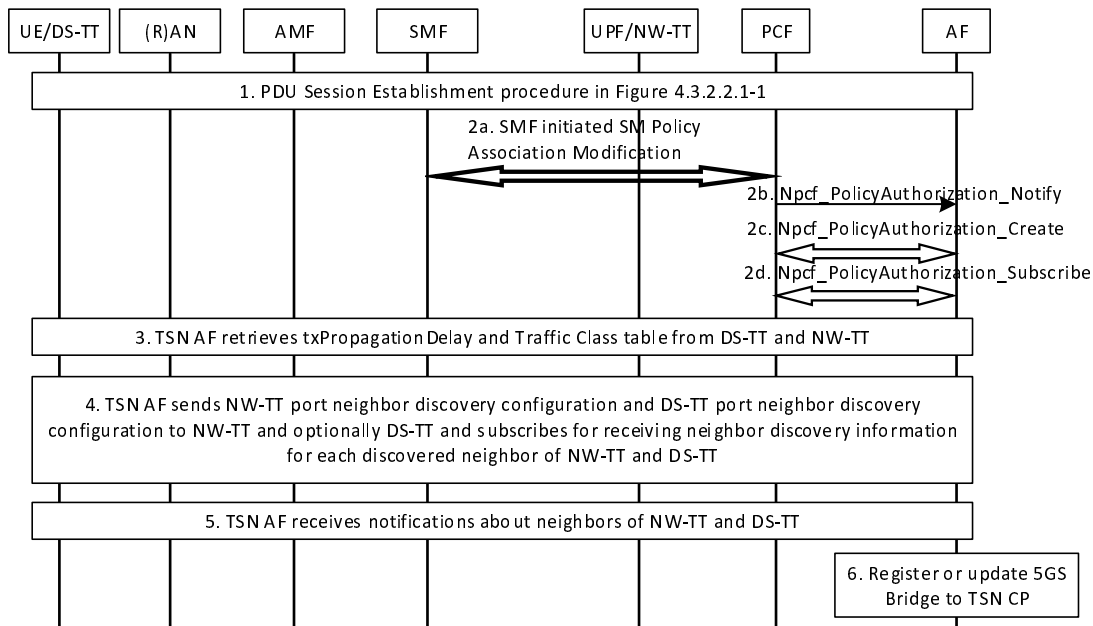 UE/DS-TT
(R)AN
AMF
SMF
UPF/NW-TT
PCF
AF
1. PDU Session Establishment procedure in Figure 4.3.2.2.1-1
2a. SMF initiated SM Policy
Association Modification
2b. Npcf_PolicyAuthorization_Notify
2c. Npcf_PolicyAuthorization_Create
2d. Npcf_PolicyAuthorization_Subscribe
3. TSN AF retrieves txPropagationDelay and Traffic Class table from DS-TT and NW-TT
4. TSN AF sends NW-TT port neighbor discovery configuration and DS-TT port neighbor discovery
configuration to NW-TT and optionally DS-TT and subscribes for receiving neighbor discovery information
for each discovered neighbor of NW-TT and DS-TT
5. TSN AF receives notifications about neighbors of NW-TT and DS-TT
6. Register or update 5GS
Bridge to TSN CP